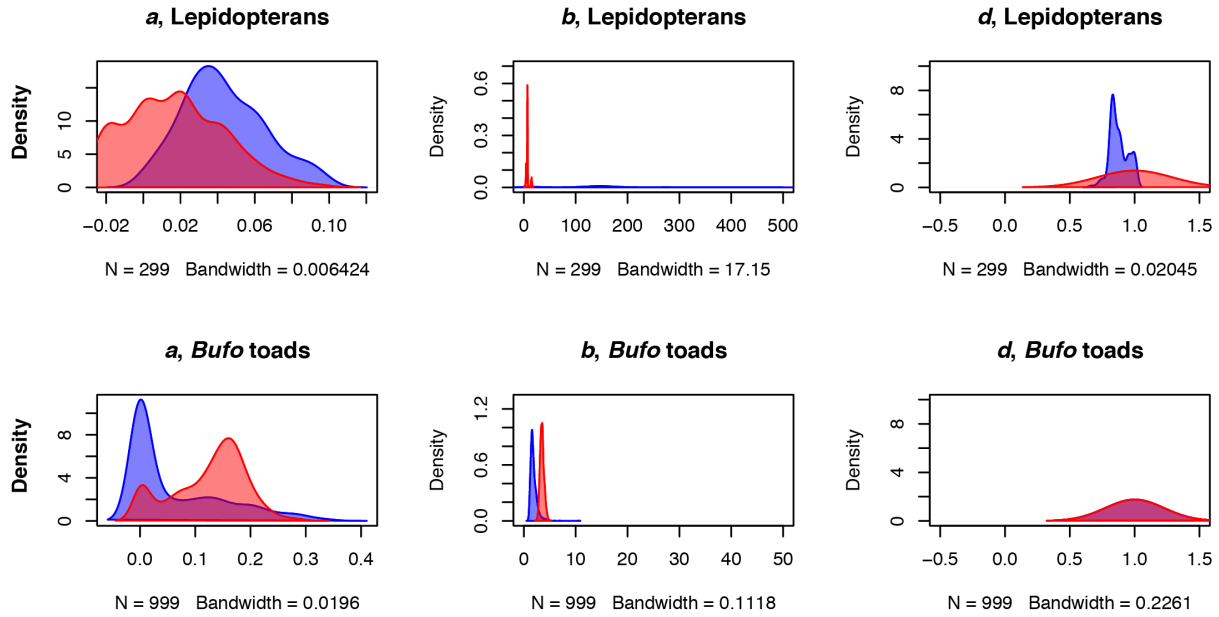 a, Lepidopterans
b, Lepidopterans
d, Lepidopterans
Density
0 5 10
−0.02 0.02 0.06 0.10
N = 299 Bandwidth = 0.006424
Density
0.0 0.3 0.6
0 100 200 300 400 500
N = 299 Bandwidth = 17.15
Density
0 4 8
−0.5 0.0 0.5 1.0 1.5
N = 299 Bandwidth = 0.02045
a, Bufo toads
b, Bufo toads
d, Bufo toads
Density
0 4 8
0.0 0.1 0.2 0.3 0.4
N = 999 Bandwidth = 0.0196
Density
0.0 0.6 1.2
0 10 20 30 40 50
N = 999 Bandwidth = 0.1118
Density
0 4 8
−0.5 0.0 0.5 1.0 1.5
N = 999 Bandwidth = 0.2261